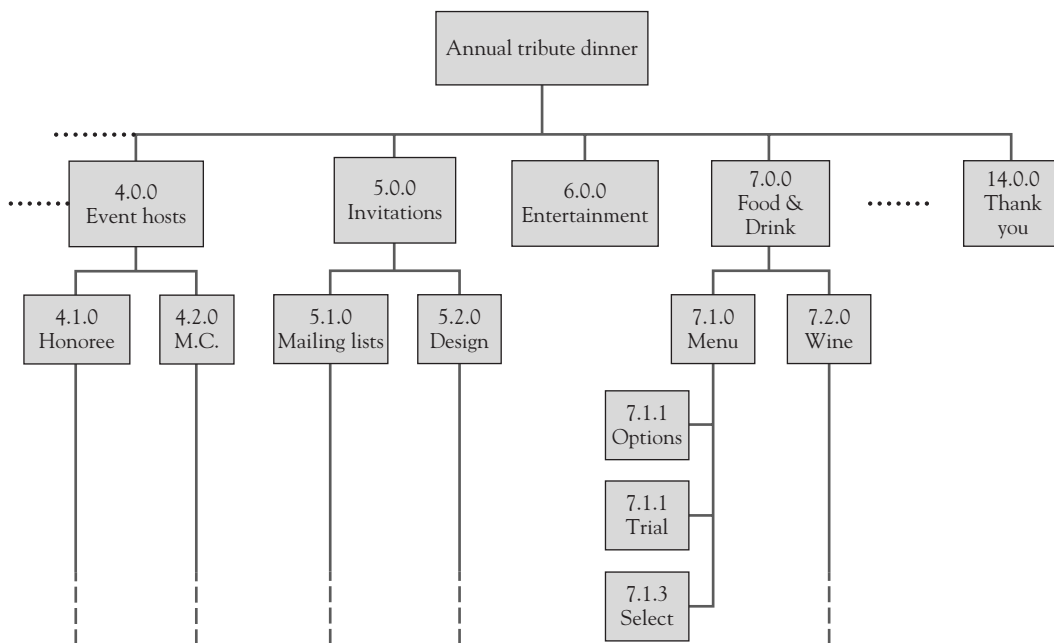 Annual tribute dinner
4.0.0
Event hosts
5.0.0
Invitations
6.0.0
Entertainment
7.0.0
Food &
Drink
14.0.0
Thank
you
4.1.0
Honoree
4.2.0
M.C.
5.1.0
Mailing lists
5.2.0
Design
7.1.0
Menu
7.2.0
Wine
7.1.1
Options
7.1.1
Trial
7.1.3
Select